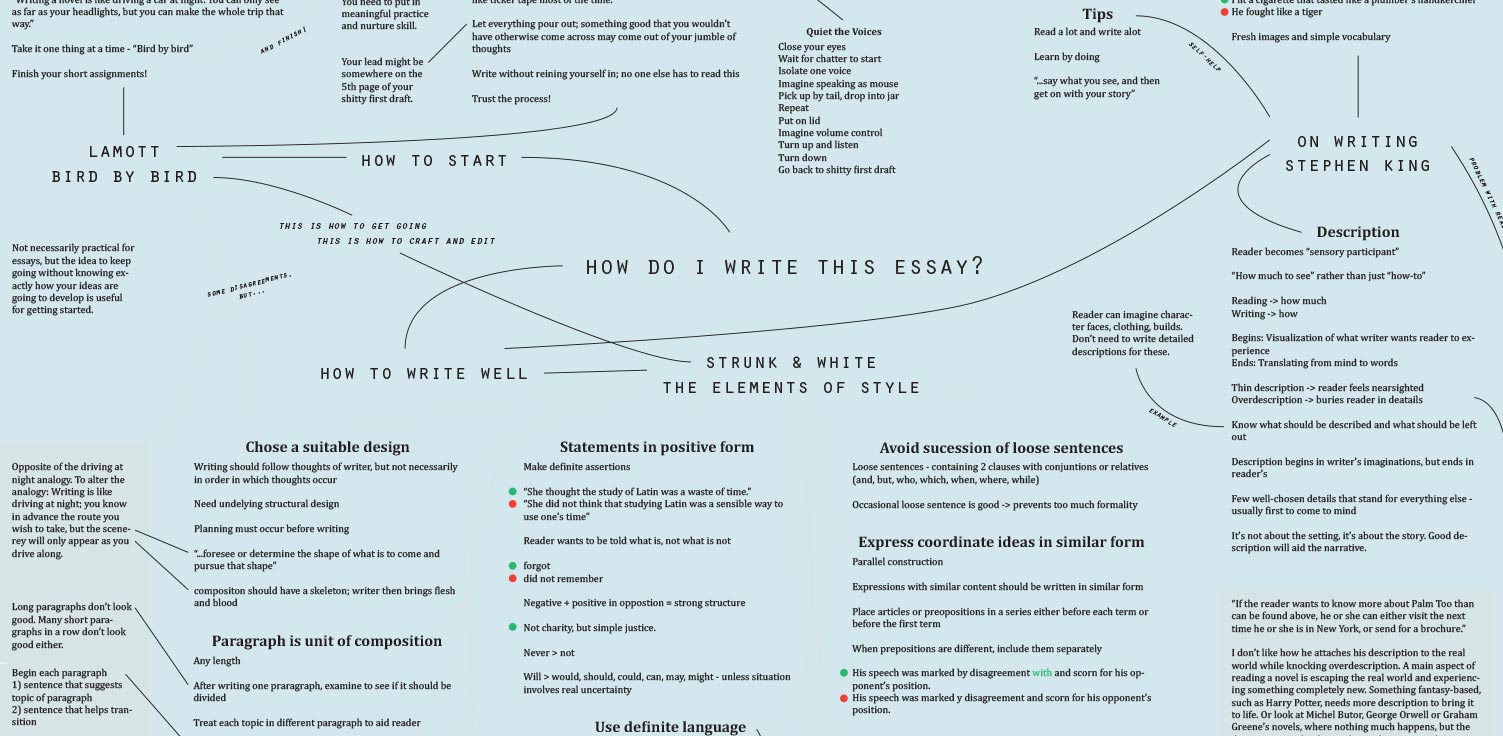 "Writing a novel is like driving a car at night. You can only see
as far as your headlights, but you can make the whole trip that
way."
Take it one thing at a time - "Bird by bird"
Finish your short assignments!
AND FINISH!
You need to put in
meaningful practice
and nurture skill.
Your lead might be
somewhere on the
5th page of your
shitty first draft.
like ticker tape most of the time.
Let everything pour out; something good that you wouldn't
have otherwise come across may come out of your jumble of
thoughts
Write without reining yourself in; no one else has to read this
Trust the process!
Quiet the Voices
Close your eyes
Wait for chatter to start
Isolate one voice
Imagine speaking as mouse
Pick up by tail, drop into jar
Repeat
Put on lid
Imagine volume control
Turn up and listen
Turn down
Go back to shitty first draft
Tips
Read a lot and write alot
Learn by doing
"...say what you see, and then
get on with your story"
SELF-HELP
I lit a cigarette that tasted like a plumber's handkerchief
He fought like a tiger
Fresh images and simple vocabulary
LAMOTT
BIRD BY BIRD
HOW TO START
ON WRITING
STEPHEN KING
PROBLEM WITH
THIS IS HOW TO GET GOING
THIS IS HOW TO CRAFT AND EDIT
SOME DISAGREEMENTS,
BUT...
Not necessarily practical for
essays, but the idea to keep
going without knowing ex-
actly how your ideas are
going to develop is useful
for getting started.
HOW DO I WRITE THIS ESSAY?
HOW TO WRITE WELL
STRUNK & WHITE
THE ELEMENTS OF STYLE
Reader can imagine charac-
ter faces, clothing, builds.
Don't need to write detailed
descriptions for these.
EXAMPLE
Description
Reader becomes "sensory participant"
"How much to see" rather than just "how-to"
Reading -> how much
Writing -> how
Begins: Visualization of what writer wants reader to ex-
perience
Ends: Translating from mind to words
Thin description -> reader feels nearsighted
Overdescription -> buries reader in deatails
Know what should be described and what should be left
out
Description begins in writer's imaginations, but ends in
reader's
Few well-chosen details that stand for everything else -
usually first to come to mind
It's not about the setting, it's about the story. Good de-
scription will aid the narrative.
"If the reader wants to know more about Palm Too than
can be found above, he or she can either visit the next
time he or she is in New York, or send for a brochure."
I don't like how he attaches his description to the real
world while knocking overdescription. A main aspect of
reading a novel is escaping the real world and experienc-
ing something completely new. Something fantasy-based,
such as Harry Potter, needs more description to bring it
to life. Or look at Michel Butor, George Orwell or Graham
Greene's novels, where nothing much happens, but the
Opposite of the driving at
night analogy. To alter the
analogy: Writing is like
driving at night; you know
in advance the route you
wish to take, but the scene-
rey will only appear as you
drive along.
Long paragraphs don't look
good. Many short para-
graphs in a row don't look
good either.
Begin each paragraph
1) sentence that suggests
topic of paragraph
2) sentence that helps tran-
sition
Chose a suitable design
Writing should follow thoughts of writer, but not necessarily
in order in which thoughts occur
Need undelying structural design
Planning must occur before writing
"...foresee or determine the shape of what is to come and
pursue that shape"
compositon should have a skeleton; writer then brings flesh
and blood
Paragraph is unit of composition
Any length
After writing one praragraph, examine to see if it should be
divided
Treat each topic in different paragraph to aid reader
Statements in positive form
Make definite assertions
"She thought the study of Latin was a waste of time."
"She did not think that studying Latin was a sensible way to
use one's time"
Reader wants to be told what is, not what is not
forgot
did not remember
Negative + positive in oppostion = strong structure
Not charity, but simple justice.
Never > not
Will > would, should, could, can, may, might - unless situation
involves real uncertainty
Use definite language
Avoid sucession of loose sentences
Loose sentences - containing 2 clauses with conjuntions or relatives
(and, but, who, which, when, where, while)
Occasional loose sentence is good -> prevents too much formality
Express coordinate ideas in similar form
Parallel construction
Expressions with similar content should be written in similar form
Place articles or preopositions in a series either before each term or
before the first term
When prepositions are different, include them separately
His speech was marked by disagreement with and scorn for his op-
ponent's position.
His speech was marked y disagreement and scorn for his opponent's
position.